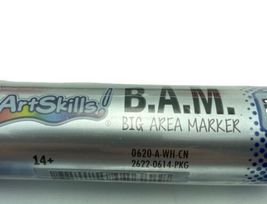 ArtSkills!
B.A.M.
BIG AREA MARKER
14+
0620-A-WH-CN
2622-0614-PKG